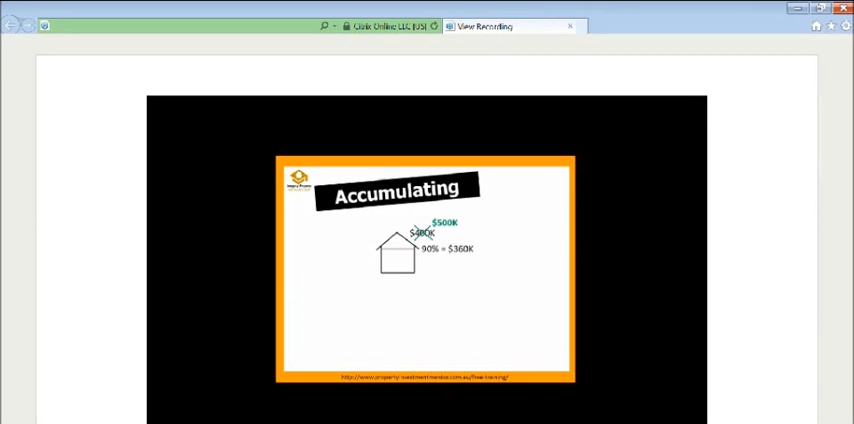 Citrix Online LLC [US]
View Recording
Accumulating
$500K
$400K
90% = $360K